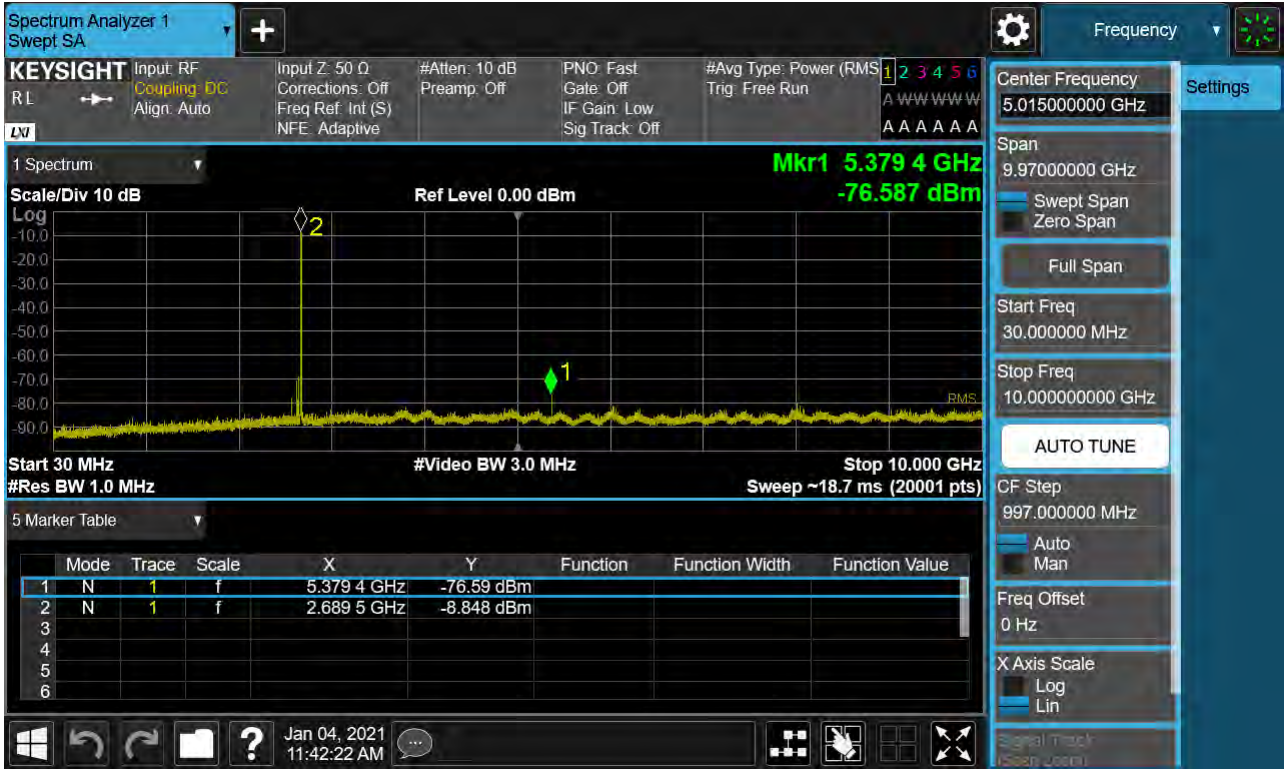 Spectrum Analyzer 1
Swept SA
Frequency
KEYSIGHT
RL
LXI
Input: RF
Coupling: DC
Align: Auto
Input Z: 50 Ω
Corrections: Off
Freq Ref: Int (S)
NFE: Adaptive
#Atten: 10 dB
Preamp: Off
PNO: Fast
Gate: Off
IF Gain: Low
Sig Track: Off
#Avg Type: Power (RMS
Trig: Free Run
1 2 3 4 5 6
A W W W W W
A A A A A A
1 Spectrum
Mkr1 5.379 4 GHz
-76.587 dBm
Scale/Div 10 dB
Ref Level 0.00 dBm
Log
-10.0
-20.0
-30.0
-40.0
-50.0
-60.0
-70.0
-80.0
-90.0
2
1
RMS
Start 30 MHz
#Video BW 3.0 MHz
Stop 10.000 GHz
#Res BW 1.0 MHz
Sweep ~18.7 ms (20001 pts)
5 Marker Table
Mode Trace Scale X Y Function Function Width Function Value
1 N 1 f 5.379 4 GHz -76.59 dBm
2 N 1 f 2.689 5 GHz -8.848 dBm
3
4
5
6
Jan 04, 2021
11:42:22 AM
Center Frequency
5.015000000 GHz
Settings
Span
9.97000000 GHz
Swept Span
Zero Span
Full Span
Start Freq
30.000000 MHz
Stop Freq
10.000000000 GHz
AUTO TUNE
CF Step
997.000000 MHz
Auto
Man
Freq Offset
0 Hz
X Axis Scale
Log
Lin
Signal Track
(Span Zoom)